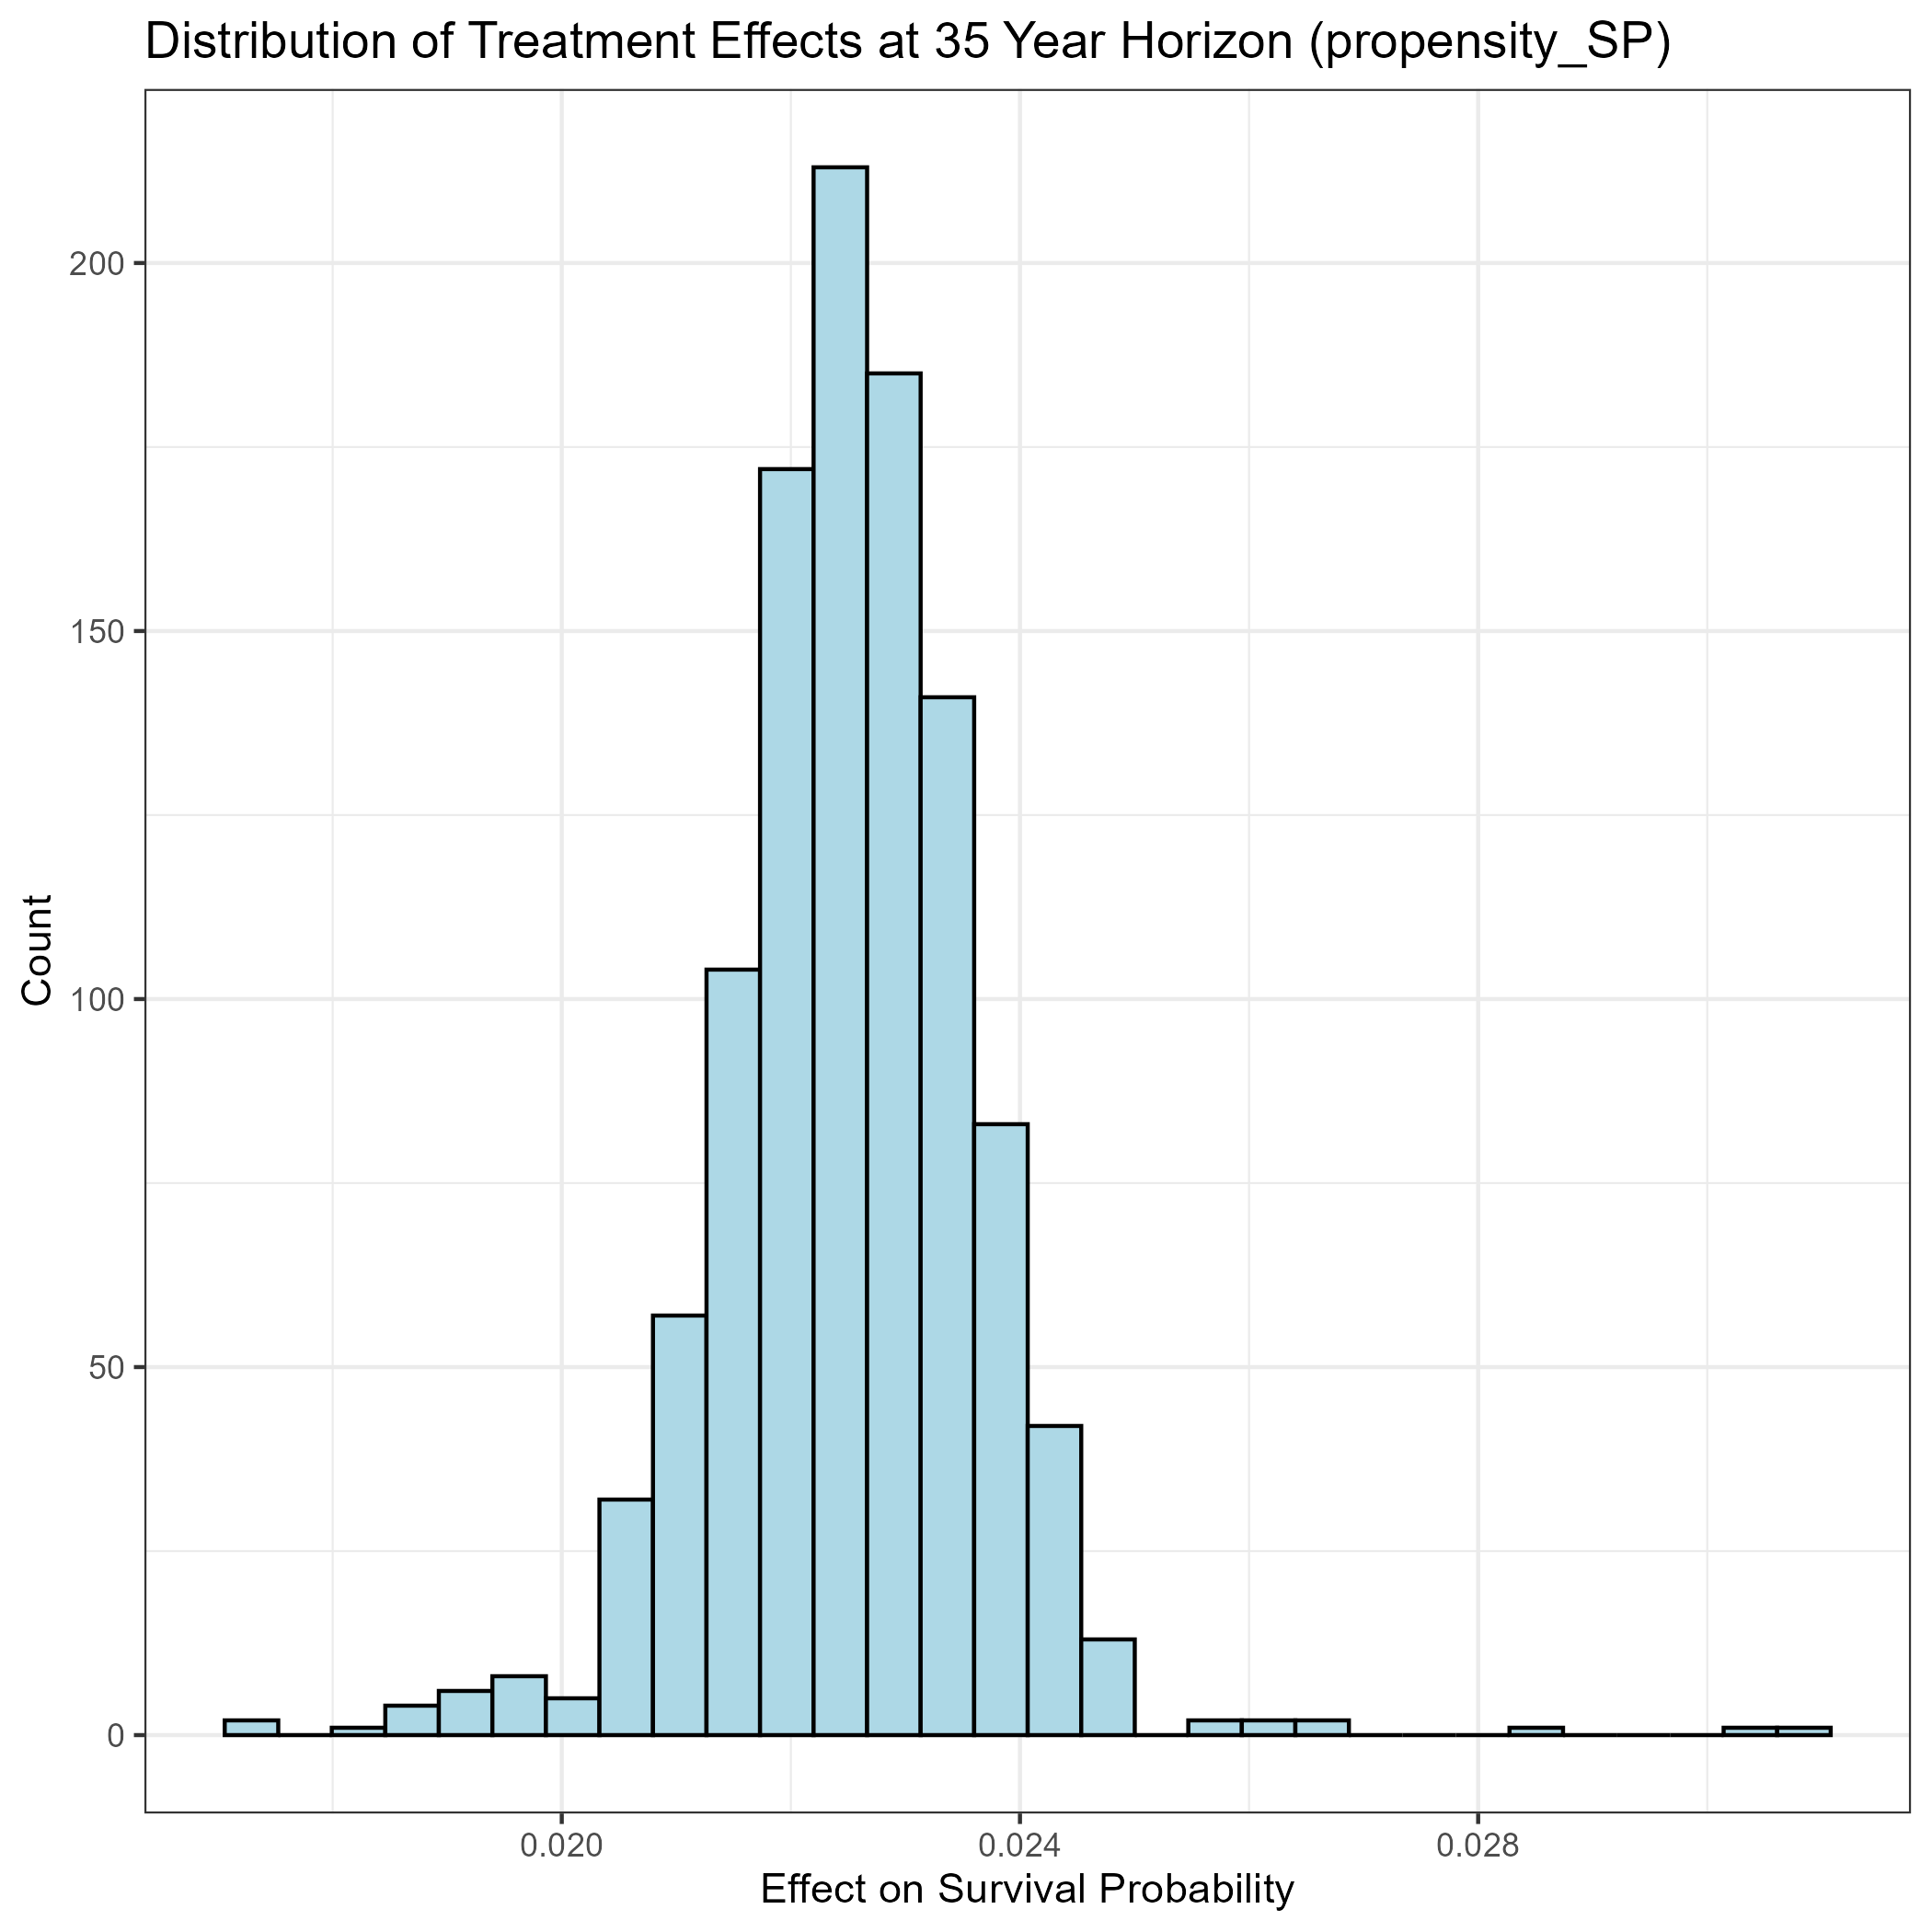 Distribution of Treatment Effects at 35 Year Horizon (propensity_SP)
200
150
100
50
0
Count
0.020 0.024 0.028
Effect on Survival Probability